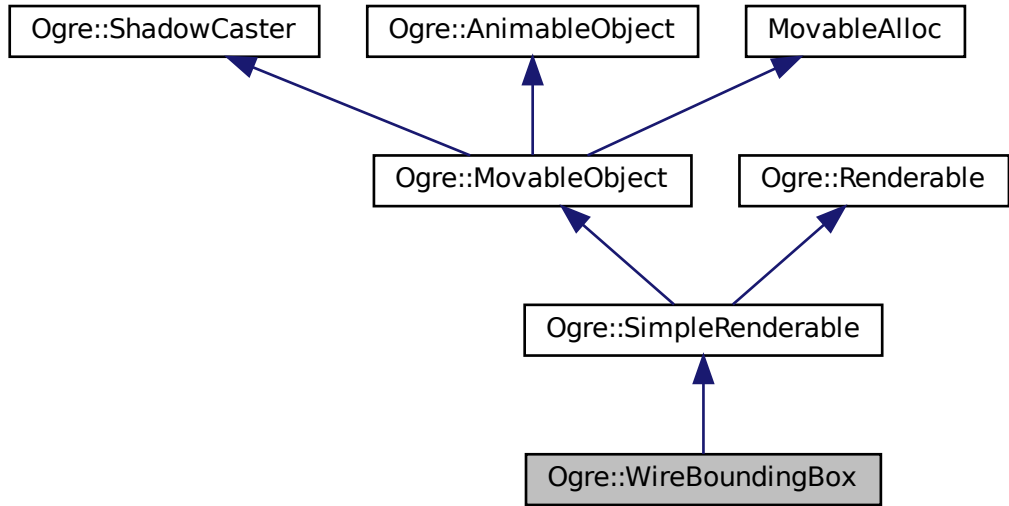 Ogre::ShadowCaster
Ogre::AnimableObject
MovableAlloc
Ogre::MovableObject
Ogre::Renderable
Ogre::SimpleRenderable
Ogre::WireBoundingBox